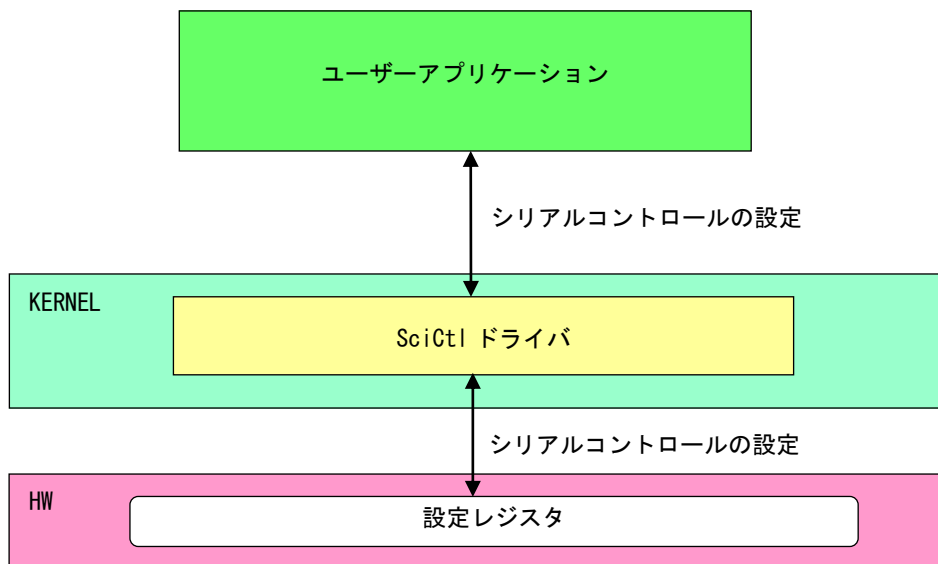 ユーザーアプリケーション
シリアルコントロールの設定
KERNEL
SciCtl ドライバ
シリアルコントロールの設定
HW
設定レジスタ